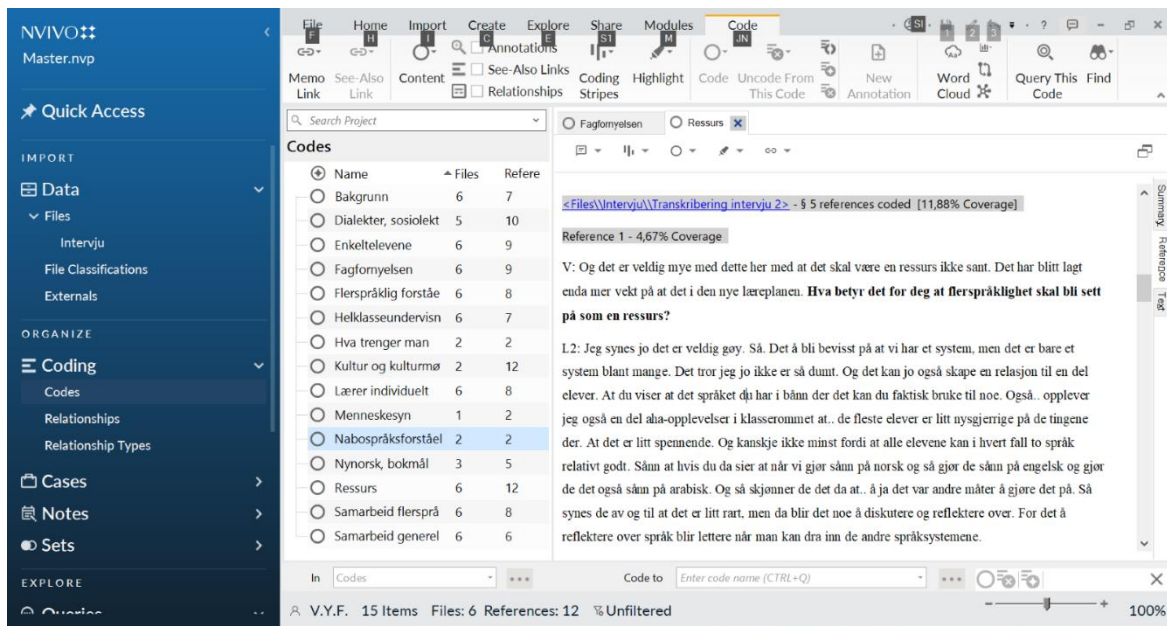 NVIVO
Master.nvp
Quick Access
IMPORT
Data
Files
Intervju
File Classifications
Externals
ORGANIZE
Coding
Codes
Relationships
Relationship Types
Cases
Notes
Sets
EXPLORE
Queries
File Home Import Create Explore Share Modules Code
F H I C E S1 M JN SI 1 2 3
Memo Link
See-Also Link
Content
Annotations
See-Also Links
Relationships
Coding Stripes
Highlight
Code
Uncode From This Code
New Annotation
Word Cloud
Query This Code
Find
Search Project
Codes
Name Files Refere
Bakgrunn 6 7
Dialekter, sosiolekt 5 10
Enkeltelevene 6 9
Fagfornyelsen 6 9
Flerspråklig forståe 6 8
Helklasseundervisn 6 7
Hva trenger man 2 2
Kultur og kulturmø 2 12
Lærer individuelt 6 8
Menneskesyn 1 2
Nabospråksforståel 2 2
Nynorsk, bokmål 3 5
Ressurs 6 12
Samarbeid flersprå 6 8
Samarbeid generel 6 6
Fagfornyelsen Ressurs
<Files\\Intervju\\Transkribering intervju 2> - § 5 references coded [11,88% Coverage]
Reference 1 - 4,67% Coverage
V: Og det er veldig mye med dette her med at det skal være en ressurs ikke sant. Det har blitt lagt
enda mer vekt på at det i den nye læreplanen. Hva betyr det for deg at flerspråklighet skal bli sett
på som en ressurs?
L2: Jeg synes jo det er veldig gøy. Så. Det å bli bevisst på at vi har et system, men det er bare et
system blant mange. Det tror jeg jo ikke er så dumt. Og det kan jo også skape en relasjon til en del
elever. At du viser at det språket du har i bånn der det kan du faktisk bruke til noe. Også.. opplever
jeg også en del aha-opplevelser i klasserommet at.. de fleste elever er litt nysgjerrige på de tingene
der. At det er litt spennende. Og kanskje ikke minst fordi at alle elevene kan i hvert fall to språk
relativt godt. Sånn at hvis du da sier at når vi gjør sånn på norsk og så gjør de sånn på engelsk og gjør
de det også sånn på arabisk. Og så skjønner de det da at.. å ja det var andre måter å gjøre det på. Så
synes de av og til at det er litt rart, men da blir det noe å diskutere og reflektere over. For det å
reflektere over språk blir lettere når man kan dra inn de andre språksystemene.
Summary
Reference
Text
In Codes
Code to Enter code name (CTRL+Q)
V.Y.F. 15 Items Files: 6 References: 12 Unfiltered
100%